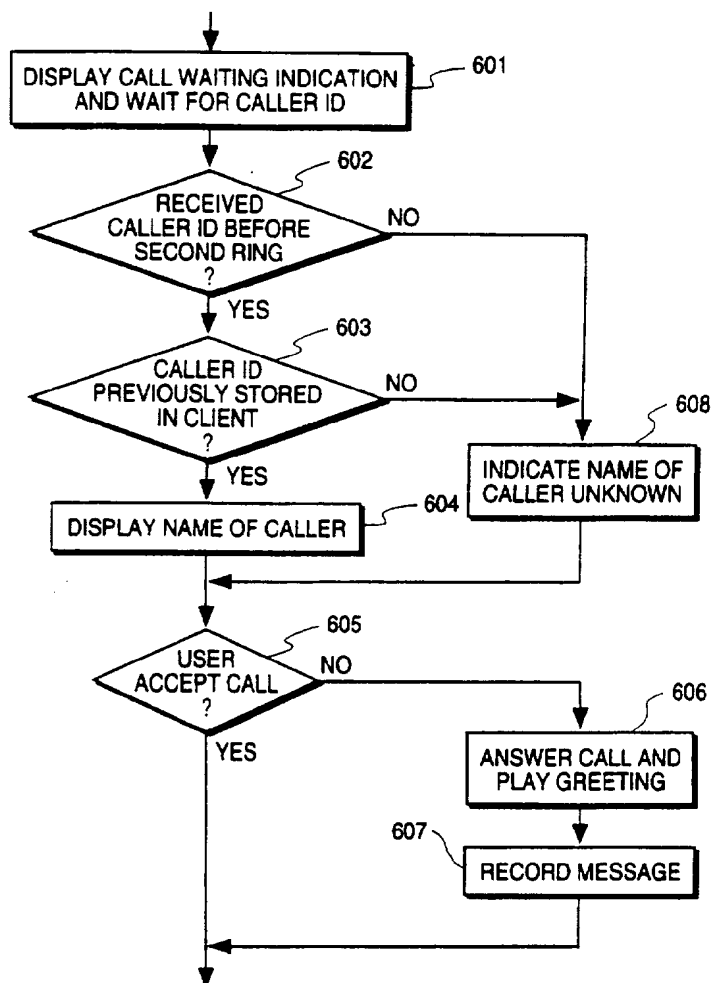 DISPLAY CALL WAITING INDICATION
AND WAIT FOR CALLER ID
601
602
RECEIVED
CALLER ID BEFORE
SECOND RING
?
NO
YES
603
CALLER ID
PREVIOUSLY STORED
IN CLIENT
?
NO
YES
608
INDICATE NAME OF
CALLER UNKNOWN
DISPLAY NAME OF CALLER
604
605
USER
ACCEPT CALL
?
NO
YES
606
ANSWER CALL AND
PLAY GREETING
607
RECORD MESSAGE